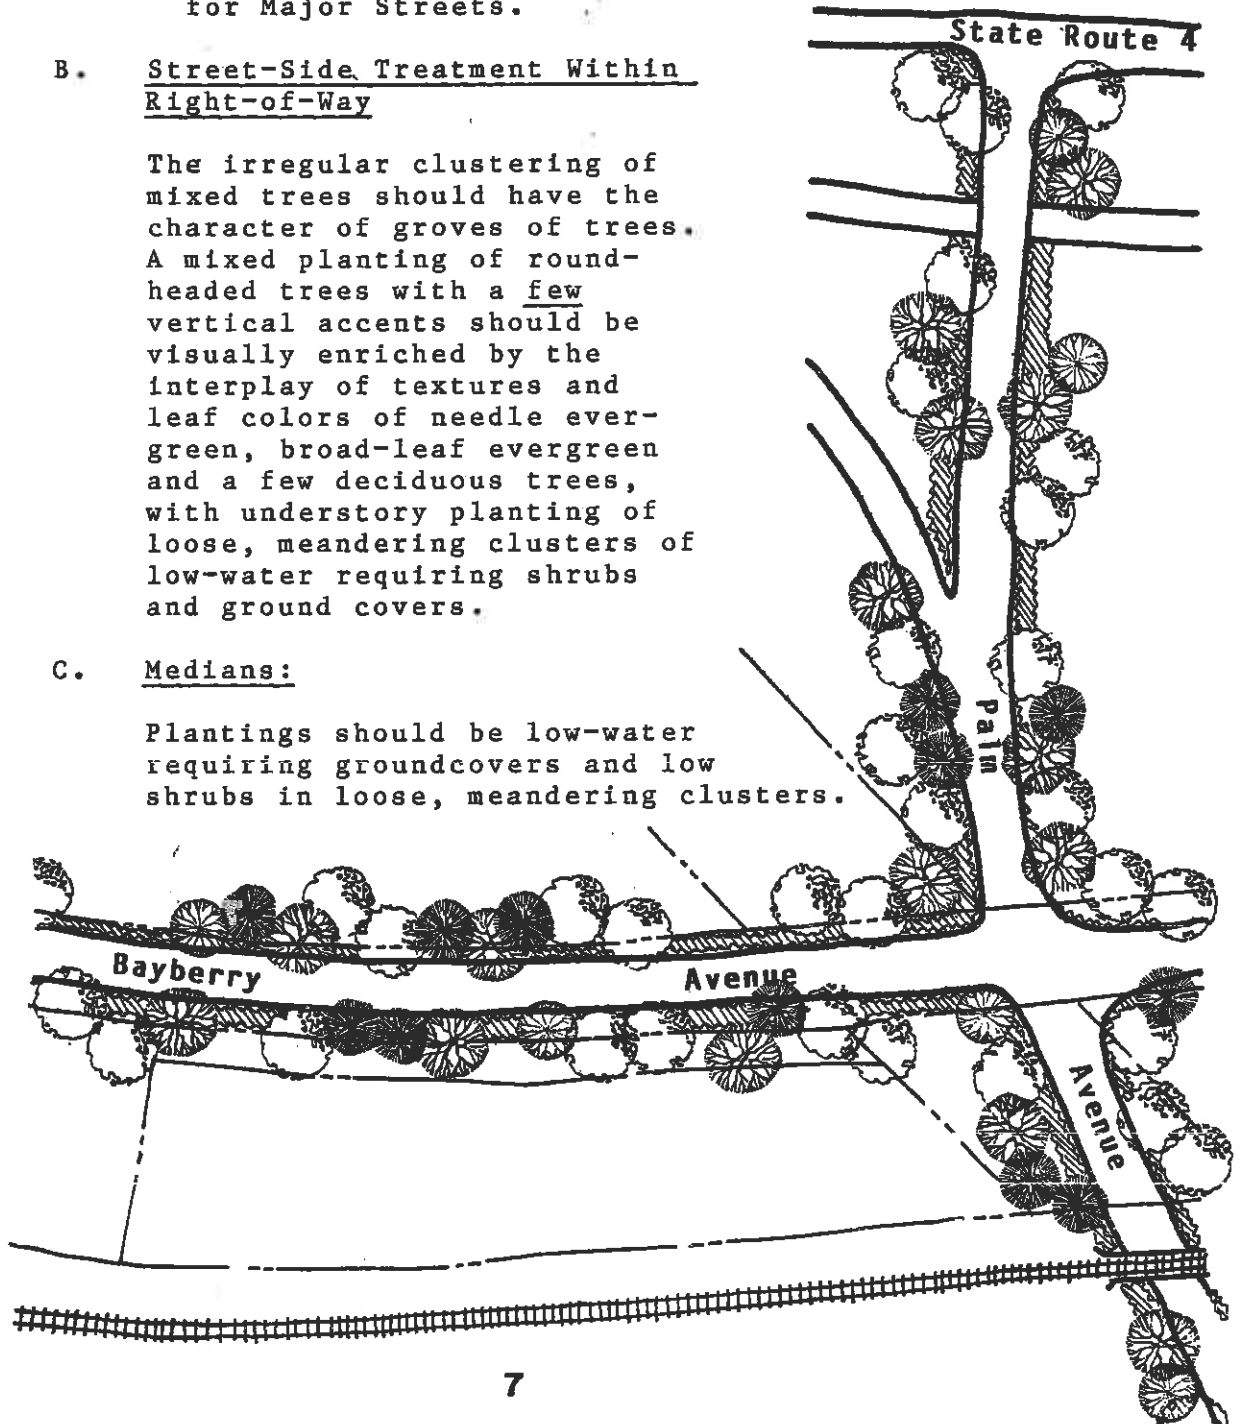 for Major Streets.
B. Street-Side Treatment Within
Right-of-Way
The irregular clustering of
mixed trees should have the
character of groves of trees.
A mixed planting of round-
headed trees with a few
vertical accents should be
visually enriched by the
interplay of textures and
leaf colors of needle ever-
green, broad-leaf evergreen
and a few deciduous trees,
with understory planting of
loose, meandering clusters of
low-water requiring shrubs
and ground covers.
C. Medians:
Plantings should be low-water
requiring groundcovers and low
shrubs in loose, meandering clusters.
State Route 4
Palm
Bayberry
Avenue
Avenue
7